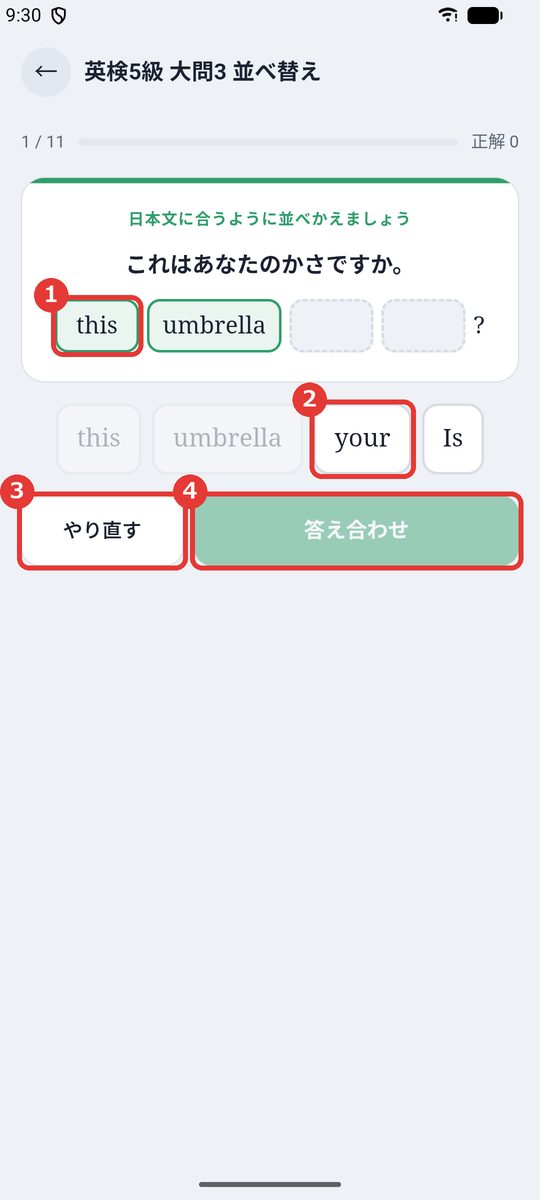 9:30
← 英検5級 大問3 並べ替え
1 / 11 正解 0
日本文に合うように並べかえましょう
これはあなたのかさですか。
1
this umbrella ?
2
this umbrella your Is
3 4
やり直す 答え合わせ